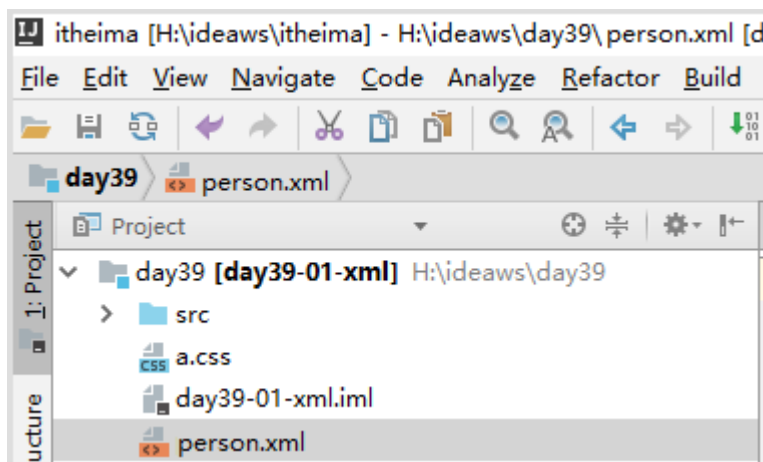 itheima [H:\ideaws\itheima] - H:\ideaws\day39\person.xml [d
File Edit View Navigate Code Analyze Refactor Build
day39 person.xml
1: Project
Project
day39 [day39-01-xml] H:\ideaws\day39
src
CSS a.css
day39-01-xml.iml
person.xml
ucture